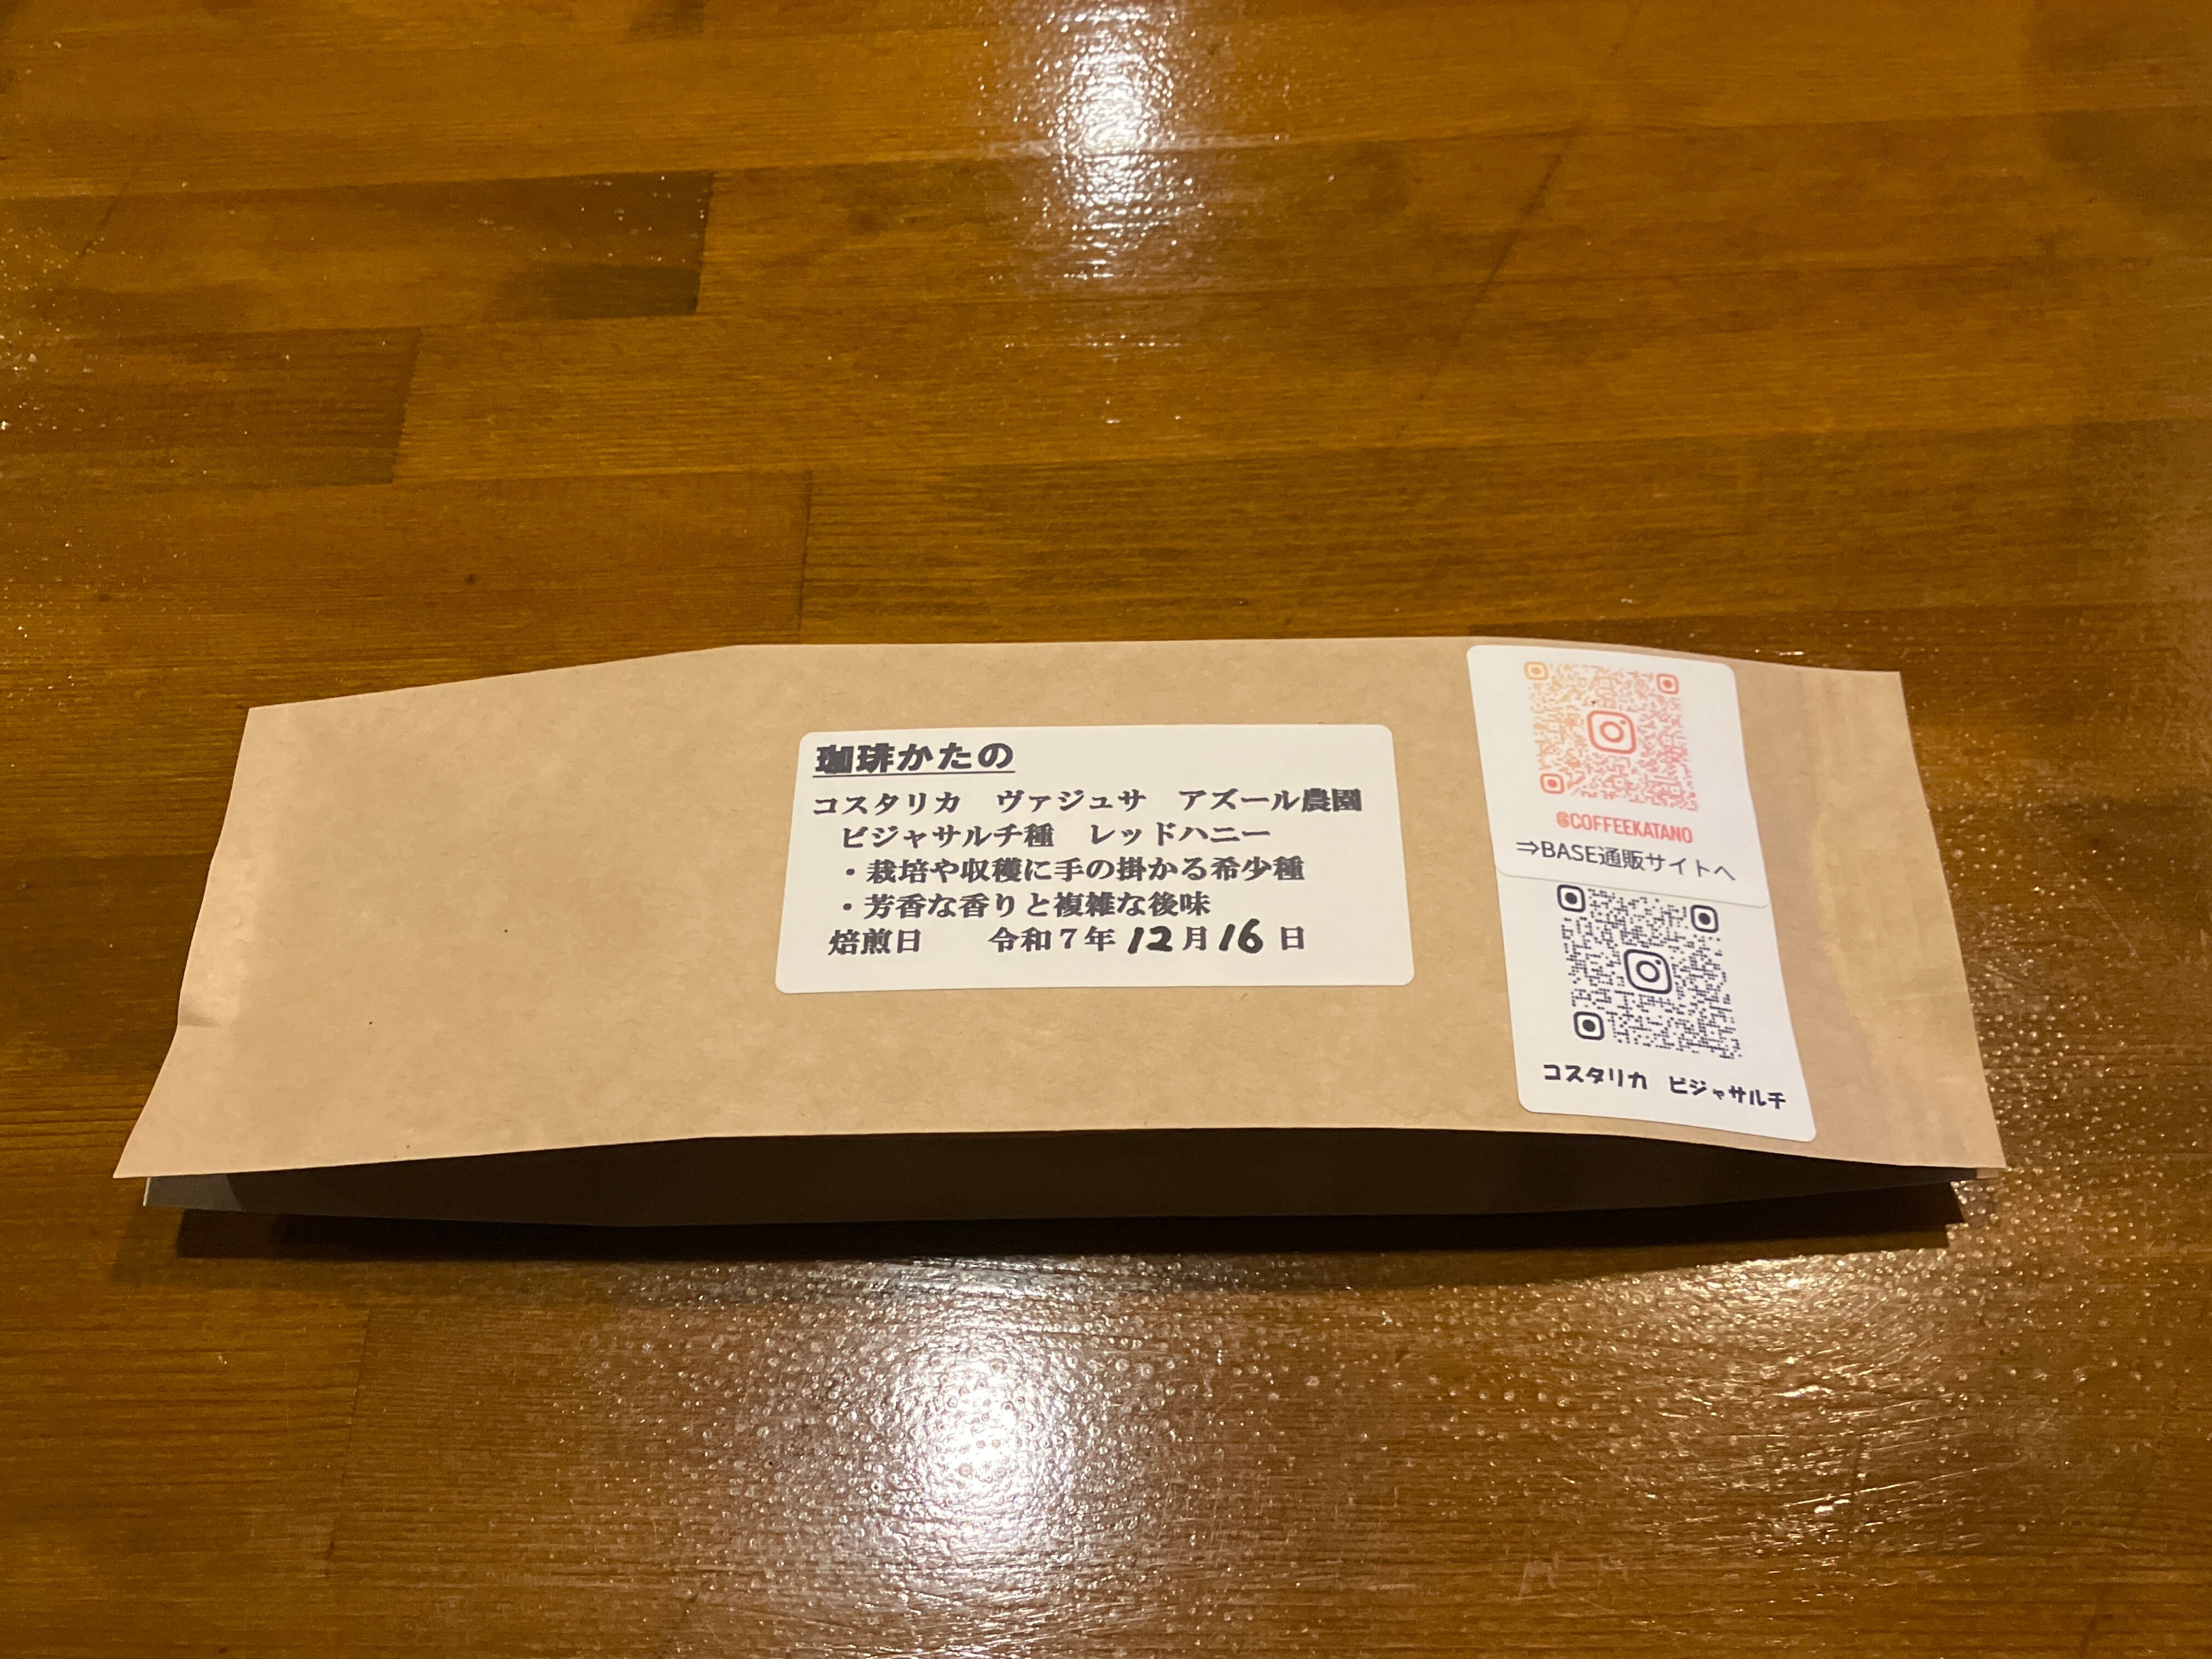 珈琲かたの
コスタリカ ヴァジュサ アズール農園
ビジャサルチ種 レッドハニー
・栽培や収穫に手の掛かる希少種
・芳香な香りと複雑な後味
焙煎日 令和7年12月16日
@COFFEEKATANO
⇒BASE通販サイトへ
コスタリカ ビジャサルチ